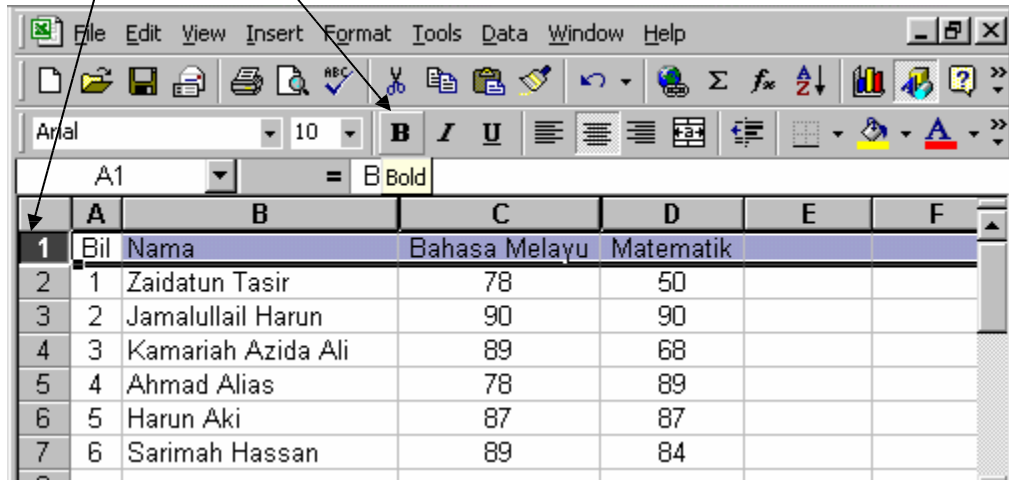 File Edit View Insert Format Tools Data Window Help
ABC Σ fx A Z ?
Arial 10 B I U a A
A1 = B Bold
A B C D E F
1 Bil Nama Bahasa Melayu Matematik
2 1 Zaidatun Tasir 78 50
3 2 Jamalullail Harun 90 90
4 3 Kamariah Azida Ali 89 68
5 4 Ahmad Alias 78 89
6 5 Harun Aki 87 87
7 6 Sarimah Hassan 89 84